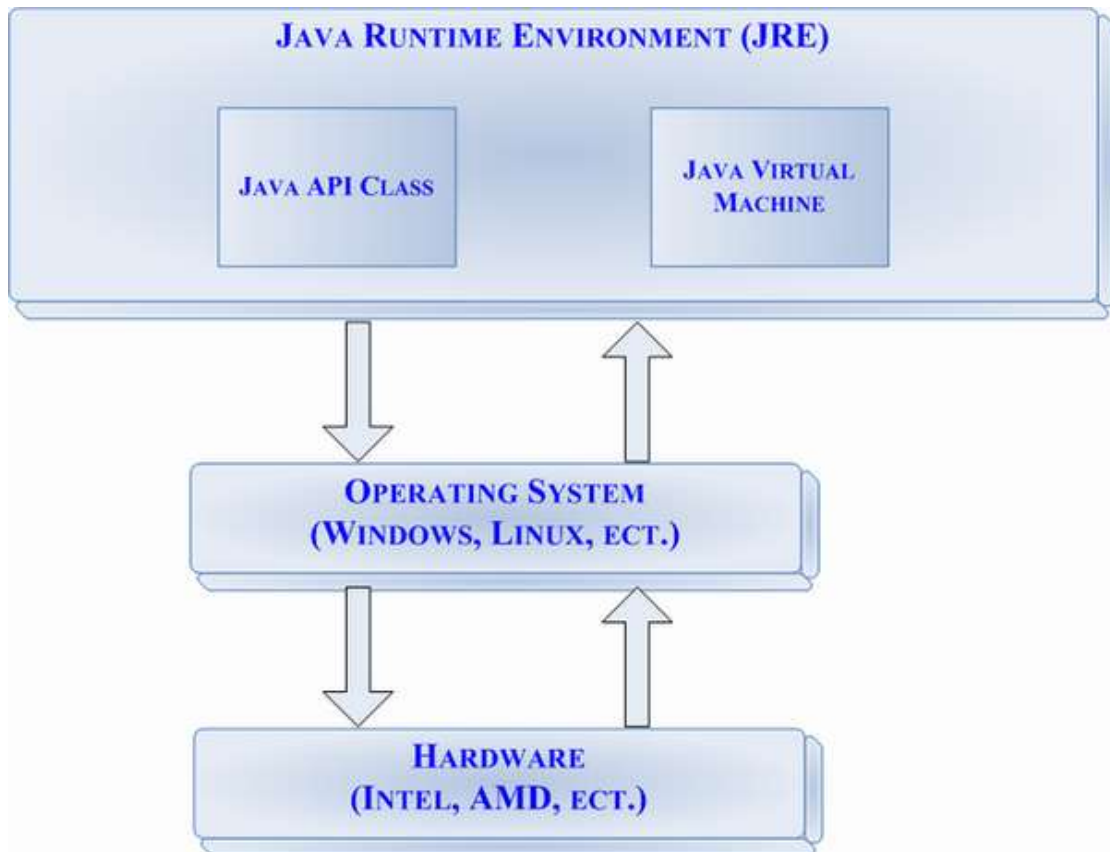 JAVA RUNTIME ENVIRONMENT (JRE)
JAVA API CLASS
JAVA VIRTUAL
MACHINE
OPERATING SYSTEM
(WINDOWS, LINUX, ECT.)
HARDWARE
(INTEL, AMD, ECT.)